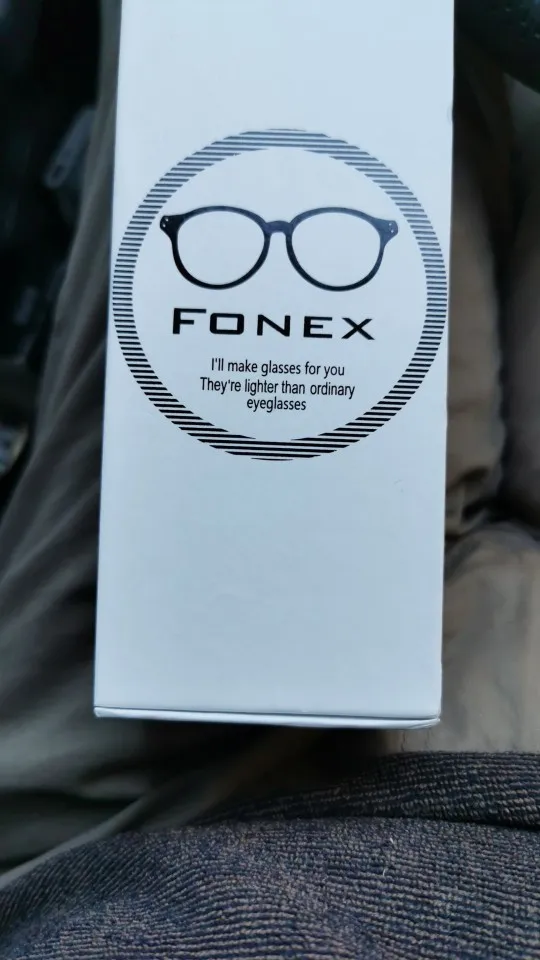 FONEX
I'll make glasses for you
They're lighter than ordinary
eyeglasses